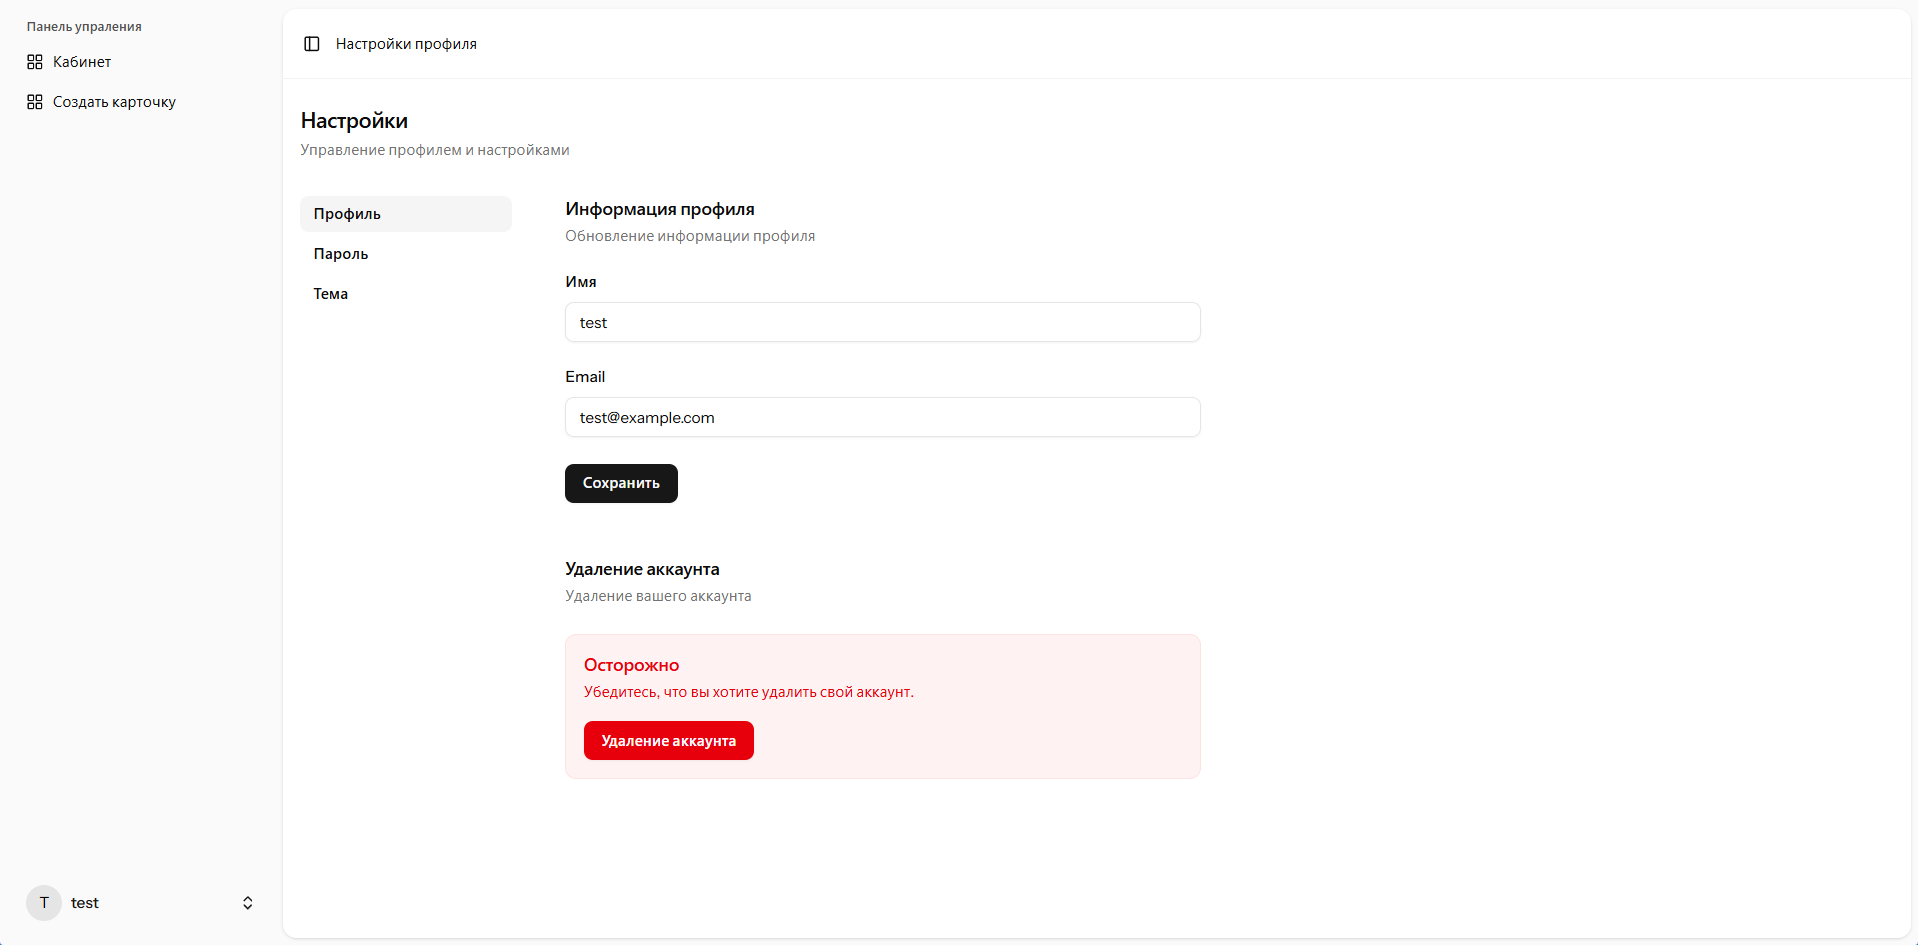 Панель упраления
Кабинет
Создать карточку
Настройки профиля
Настройки
Управление профилем и настройками
Профиль
Пароль
Тема
Информация профиля
Обновление информации профиля
Имя
test
Email
test@example.com
Сохранить
Удаление аккаунта
Удаление вашего аккаунта
Осторожно
Убедитесь, что вы хотите удалить свой аккаунт.
Удаление аккаунта
T test